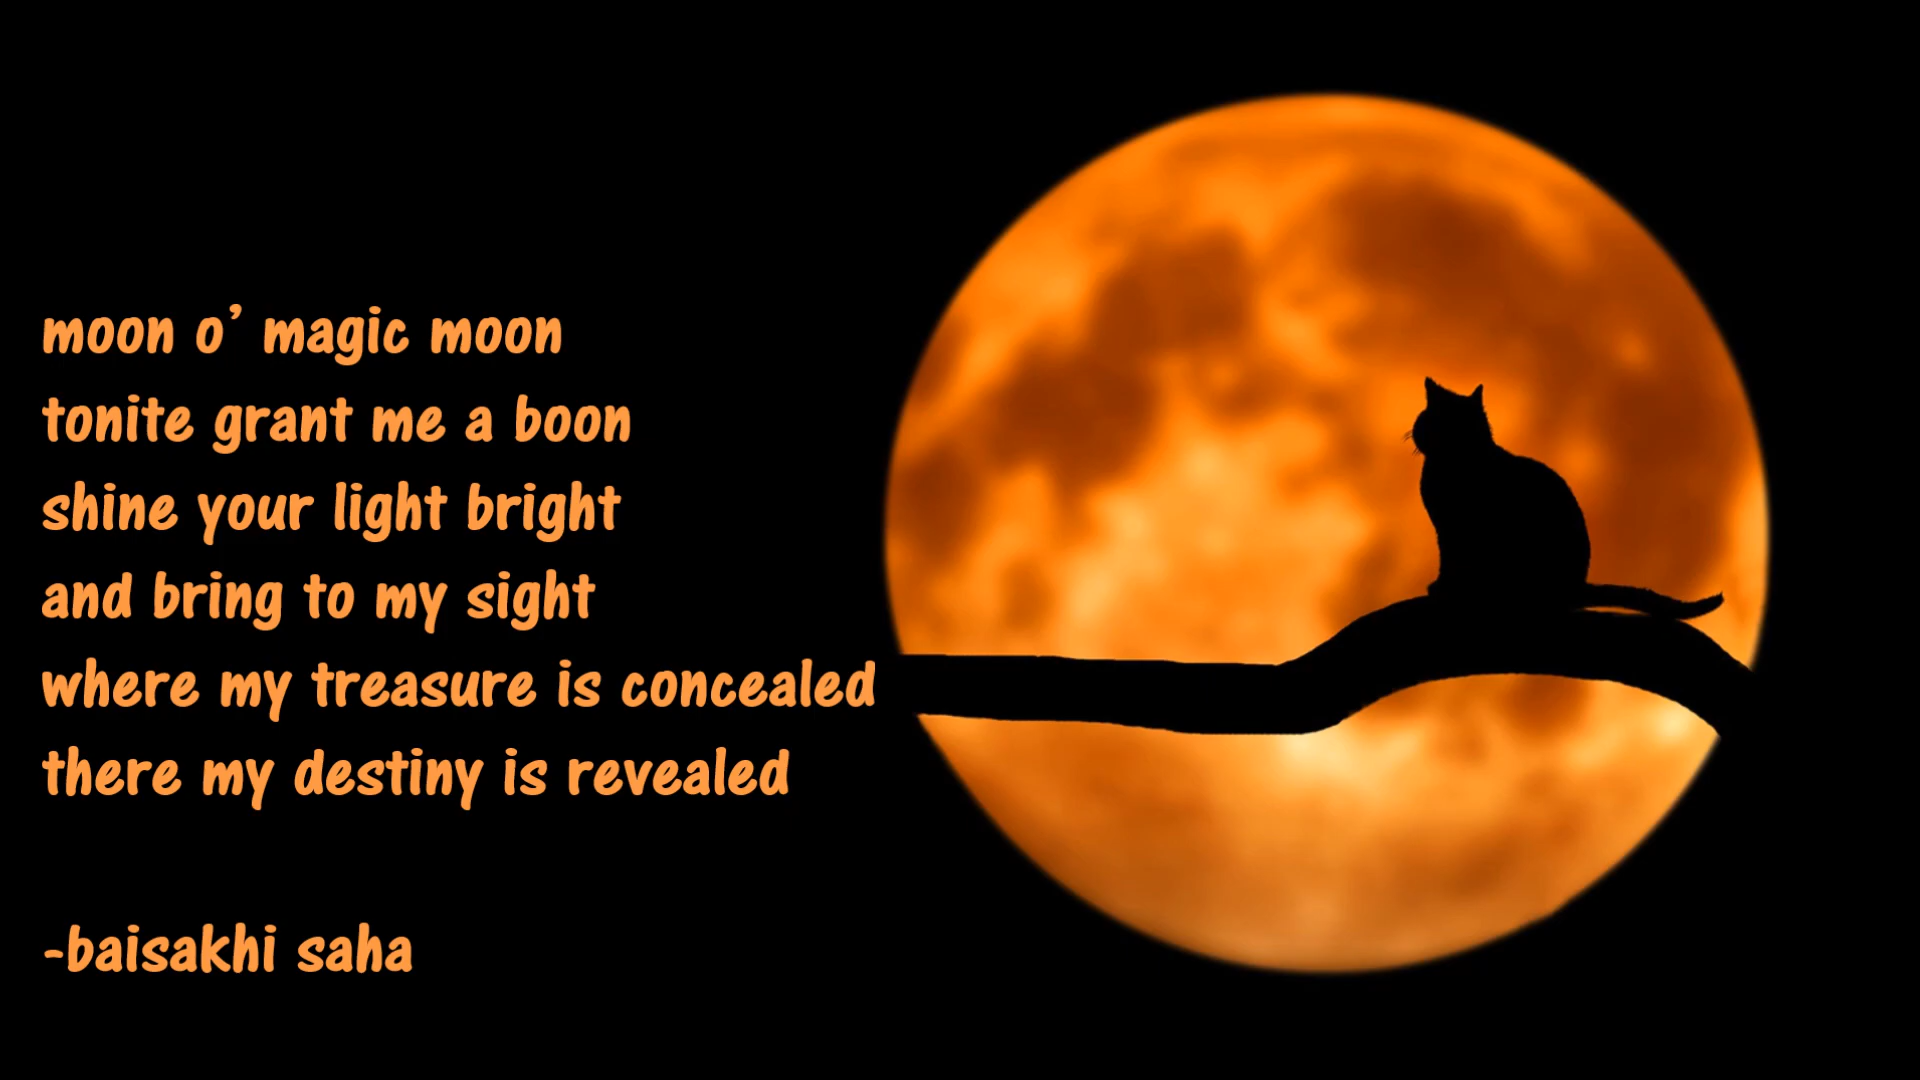 moon o’ magic moon
tonite grant me a boon
shine your light bright
and bring to my sight
where my treasure is concealed
there my destiny is revealed
-baisakhi saha